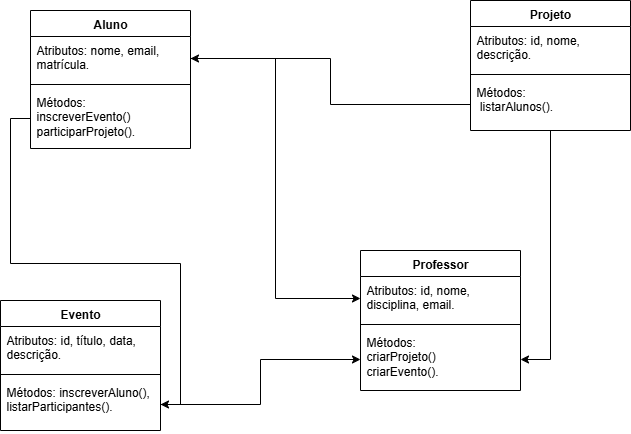 Aluno
Atributos: nome, email,
matrícula.
Métodos:
inscreverEvento()
participarProjeto().
Projeto
Atributos: id, nome,
descrição.
Métodos:
listarAlunos().
Professor
Atributos: id, nome,
disciplina, email.
Métodos:
criarProjeto()
criarEvento().
Evento
Atributos: id, título, data,
descrição.
Métodos: inscreverAluno(),
listarParticipantes().